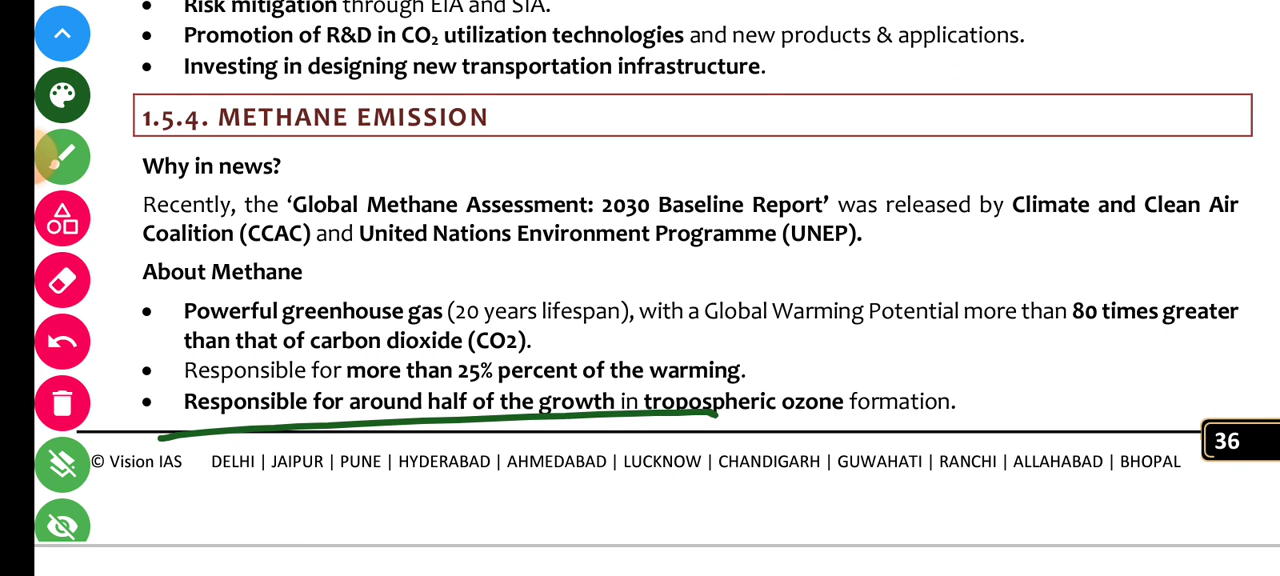 • Risk mitigation through EIA and SIA.
• Promotion of R&D in CO₂ utilization technologies and new products & applications.
• Investing in designing new transportation infrastructure.
1.5.4. METHANE EMISSION
Why in news?
Recently, the ‘Global Methane Assessment: 2030 Baseline Report’ was released by Climate and Clean Air
Coalition (CCAC) and United Nations Environment Programme (UNEP).
About Methane
• Powerful greenhouse gas (20 years lifespan), with a Global Warming Potential more than 80 times greater
than that of carbon dioxide (CO2).
• Responsible for more than 25% percent of the warming.
• Responsible for around half of the growth in tropospheric ozone formation.
36
© Vision IAS DELHI | JAIPUR | PUNE | HYDERABAD | AHMEDABAD | LUCKNOW | CHANDIGARH | GUWAHATI | RANCHI | ALLAHABAD | BHOPAL